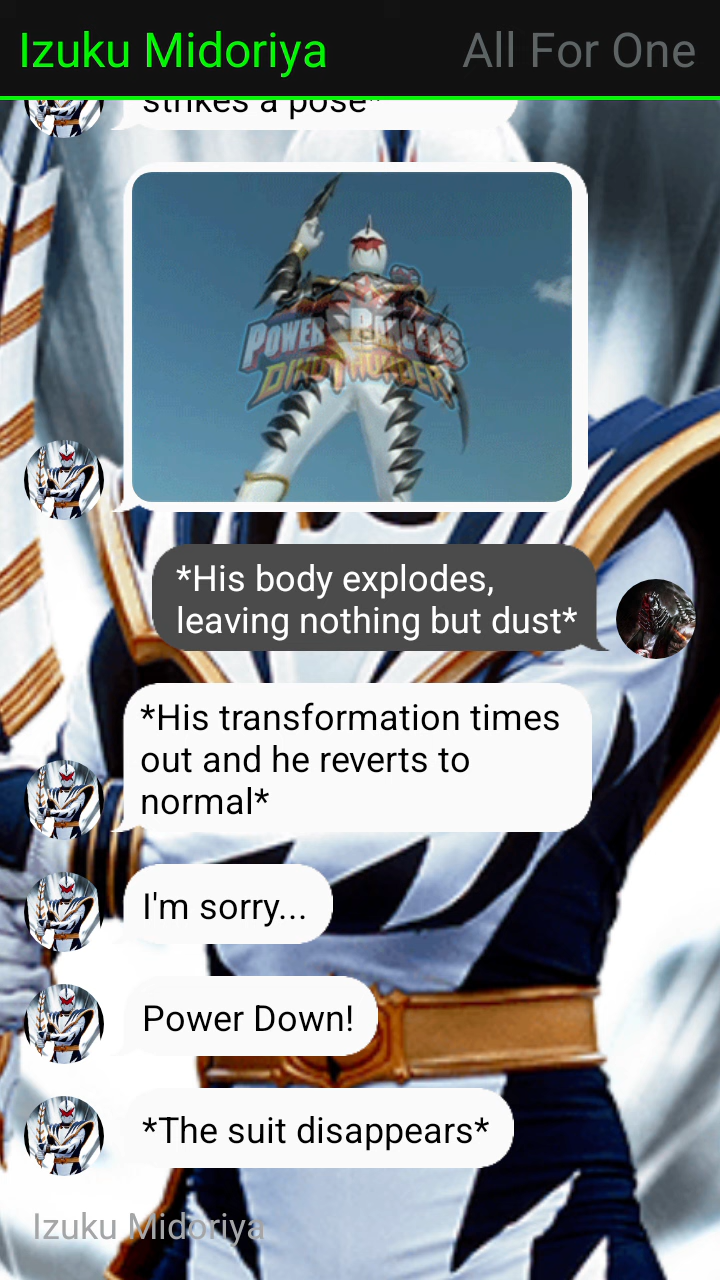 Izuku Midoriya
All For One
strikes a pose*
POWER RANGERS
DINO THUNDER
*His body explodes,
leaving nothing but dust*
*His transformation times
out and he reverts to
normal*
I'm sorry...
Power Down!
*The suit disappears*
Izuku Midoriya